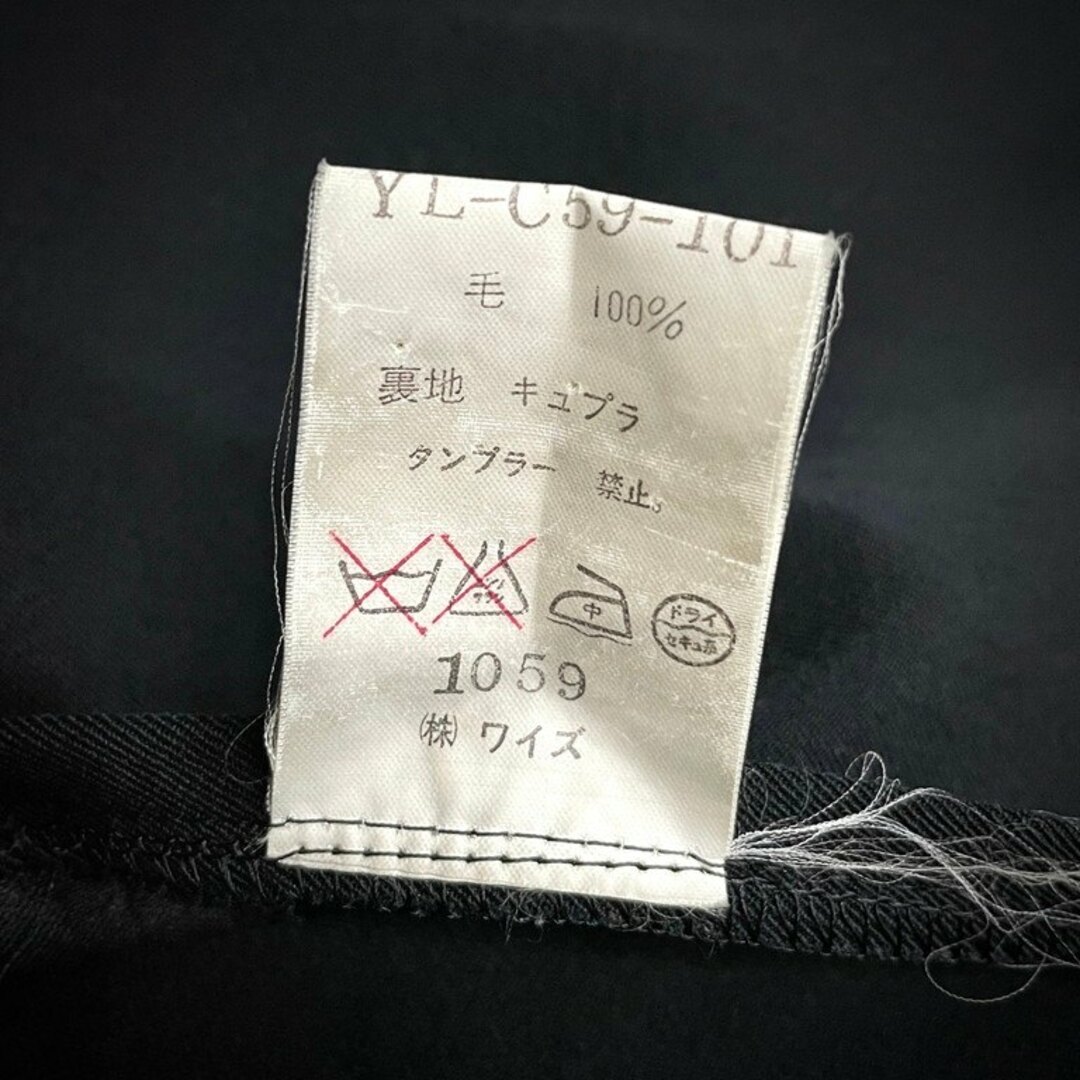 YL-C59-101
毛 100%
裏地 キュプラ
タンブラー 禁止。
中
ドライ
セキユ系
1059
㈱ ワイズ